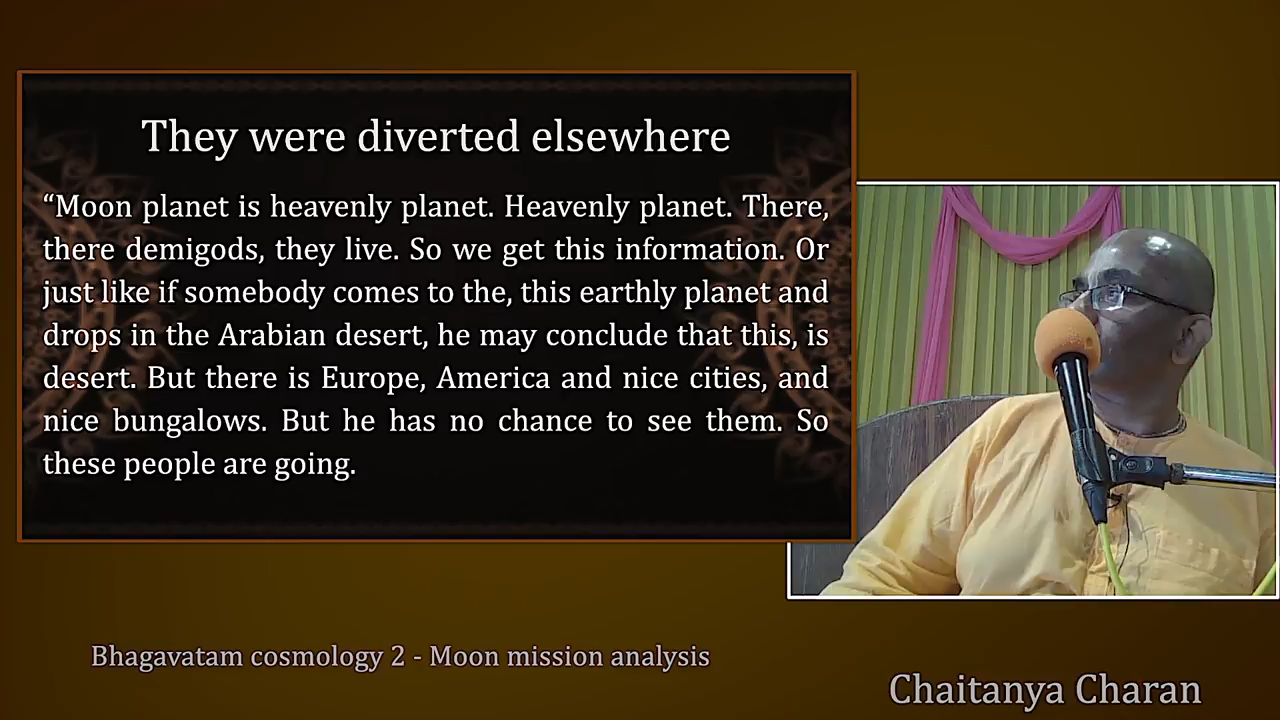 They were diverted elsewhere
“Moon planet is heavenly planet. Heavenly planet. There,
there demigods, they live. So we get this information. Or
just like if somebody comes to the, this earthly planet and
drops in the Arabian desert, he may conclude that this, is
desert. But there is Europe, America and nice cities, and
nice bungalows. But he has no chance to see them. So
these people are going.
Bhagavatam cosmology 2 - Moon mission analysis
Chaitanya Charan